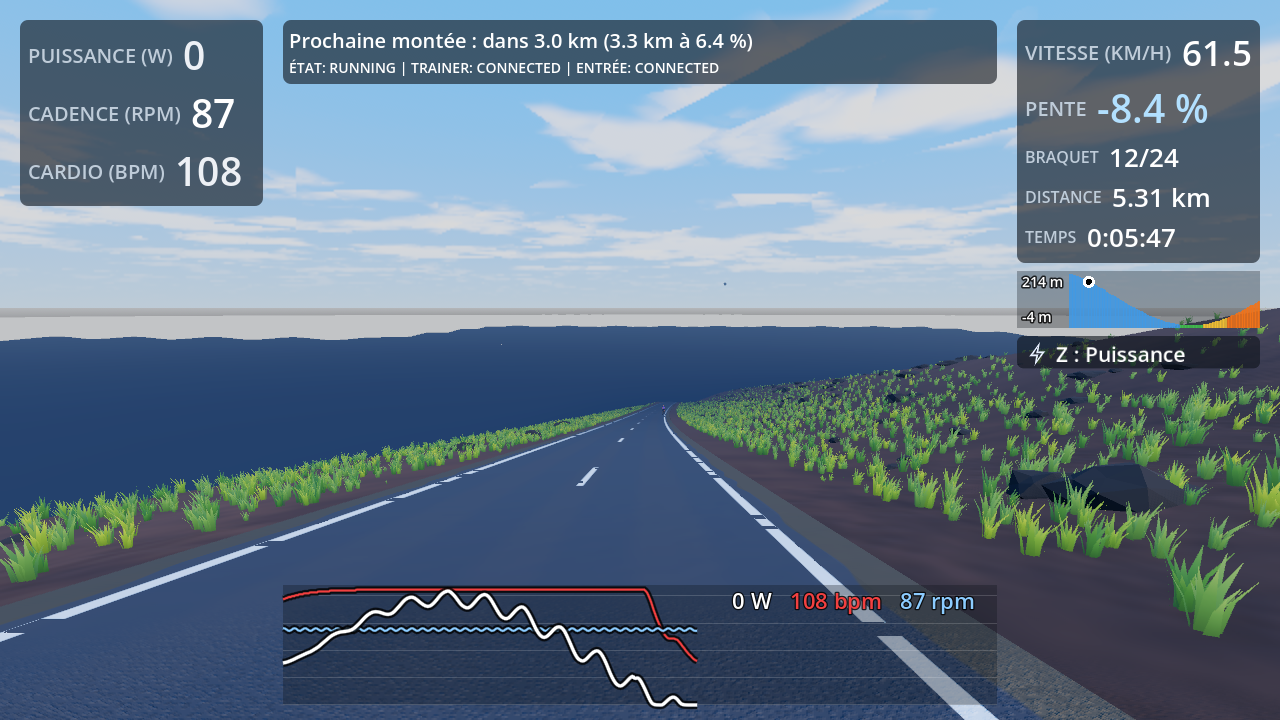 PUISSANCE (W) 0
CADENCE (RPM) 87
CARDIO (BPM) 108
Prochaine montée : dans 3.0 km (3.3 km à 6.4 %)
ÉTAT: RUNNING | TRAINER: CONNECTED | ENTRÉE: CONNECTED
VITESSE (KM/H) 61.5
PENTE -8.4 %
BRAQUET 12/24
DISTANCE 5.31 km
TEMPS 0:05:47
214 m
-4 m
Z : Puissance
0 W 108 bpm 87 rpm